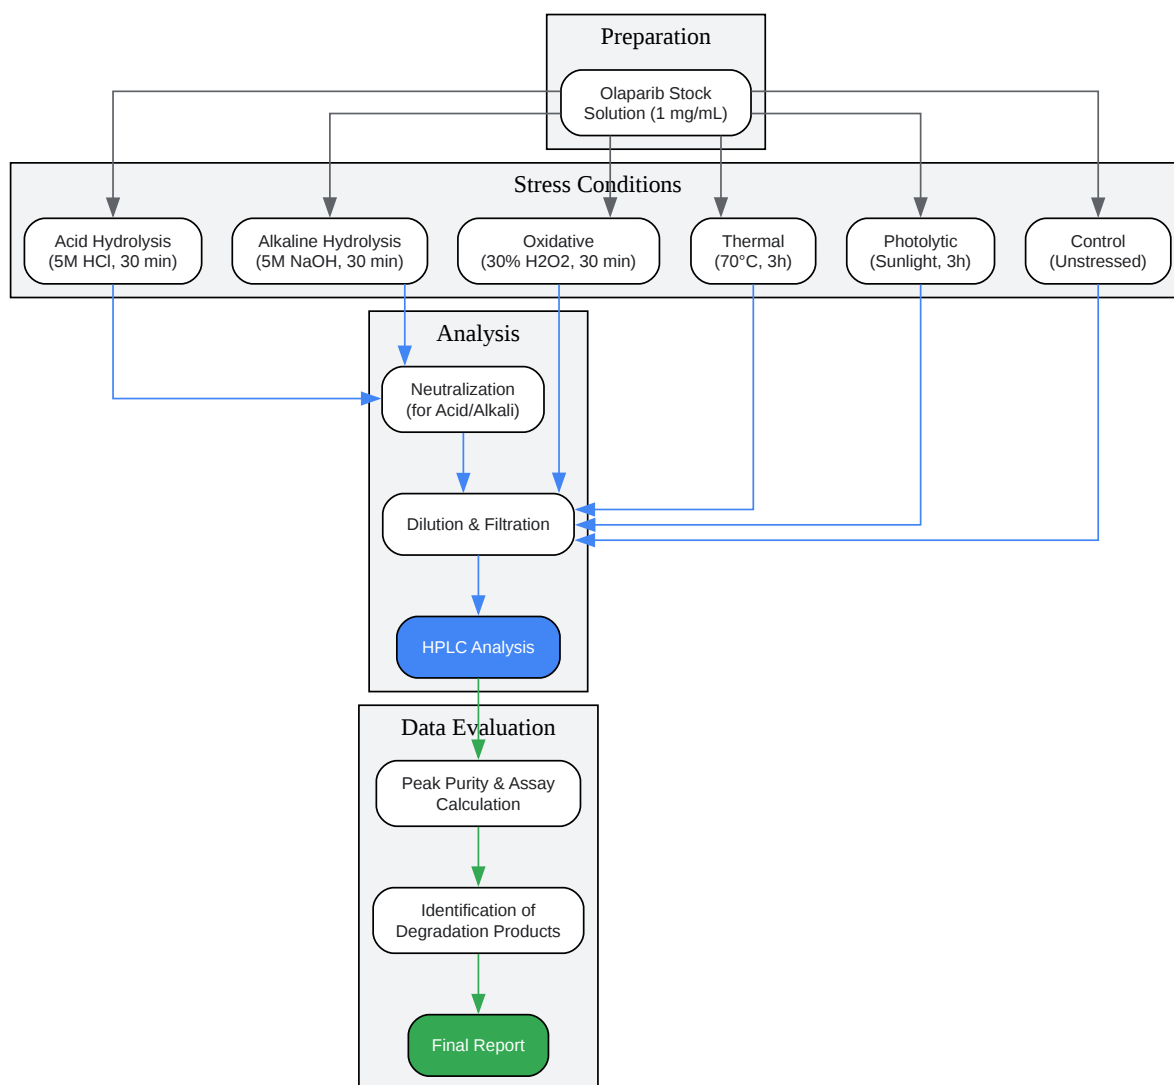 Preparation
Olaparib Stock
Solution (1 mg/mL)
Stress Conditions
Acid Hydrolysis
(5M HCl, 30 min)
Alkaline Hydrolysis
(5M NaOH, 30 min)
Oxidative
(30% H2O2, 30 min)
Thermal
(70°C, 3h)
Photolytic
(Sunlight, 3h)
Control
(Unstressed)
Analysis
Neutralization
(for Acid/Alkali)
Dilution & Filtration
HPLC Analysis
Data Evaluation
Peak Purity & Assay
Calculation
Identification of
Degradation Products
Final Report